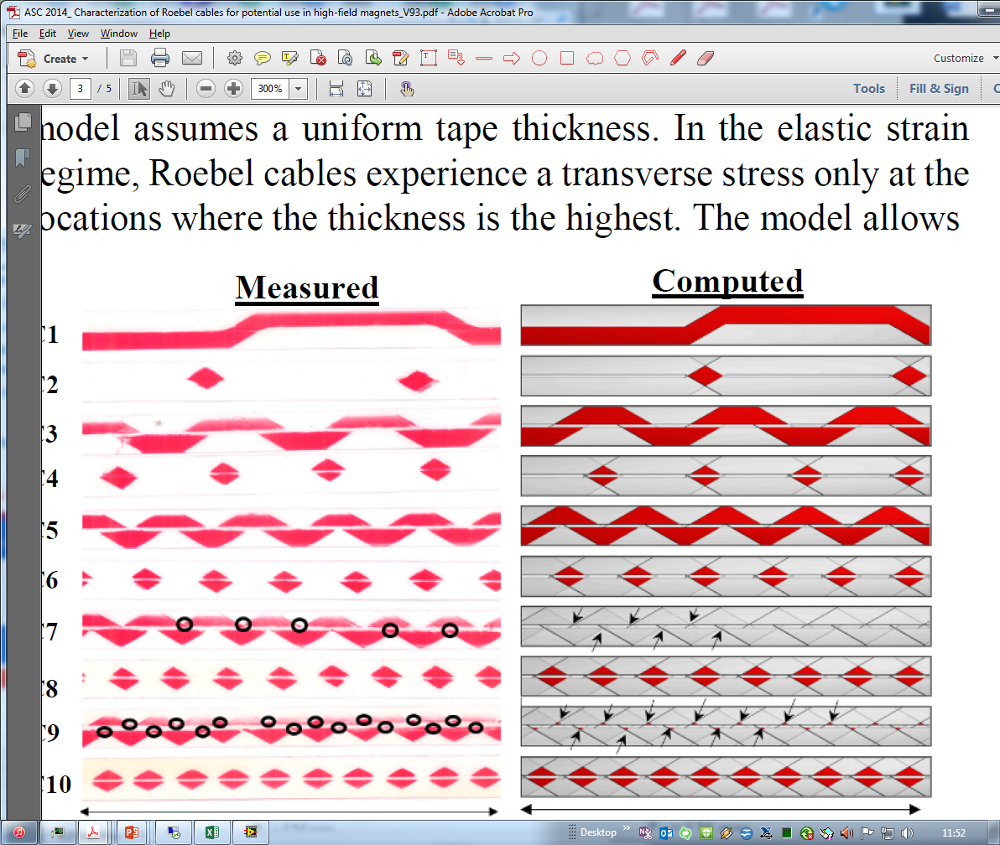 ASC 2014_ Characterization of Roebel cables for potential use in high-field magnets_V93.pdf - Adobe Acrobat Pro
File Edit View Window Help
Create Customize
3 / 5 300% Tools Fill & Sign C
nodel assumes a uniform tape thickness. In the elastic strain
egime, Roebel cables experience a transverse stress only at the
ocations where the thickness is the highest. The model allows
Measured Computed
C1
C2
C3
C4
C5
C6
C7
C8
C9
C10
Desktop » 11:52